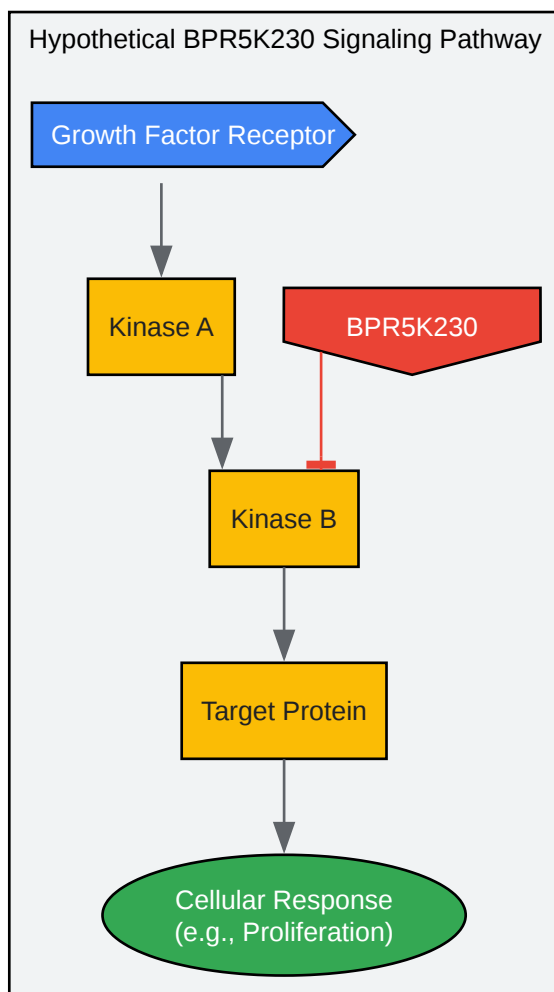 Hypothetical BPR5K230 Signaling Pathway
Growth Factor Receptor
Kinase A
BPR5K230
Kinase B
Target Protein
Cellular Response
(e.g., Proliferation)